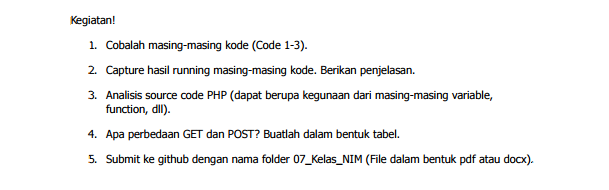 Kegiatan!
1. Cobalah masing-masing kode (Code 1-3).
2. Capture hasil running masing-masing kode. Berikan penjelasan.
3. Analisis source code PHP (dapat berupa kegunaan dari masing-masing variable,
function, dll).
4. Apa perbedaan GET dan POST? Buatlah dalam bentuk tabel.
5. Submit ke github dengan nama folder 07_Kelas_NIM (File dalam bentuk pdf atau docx).